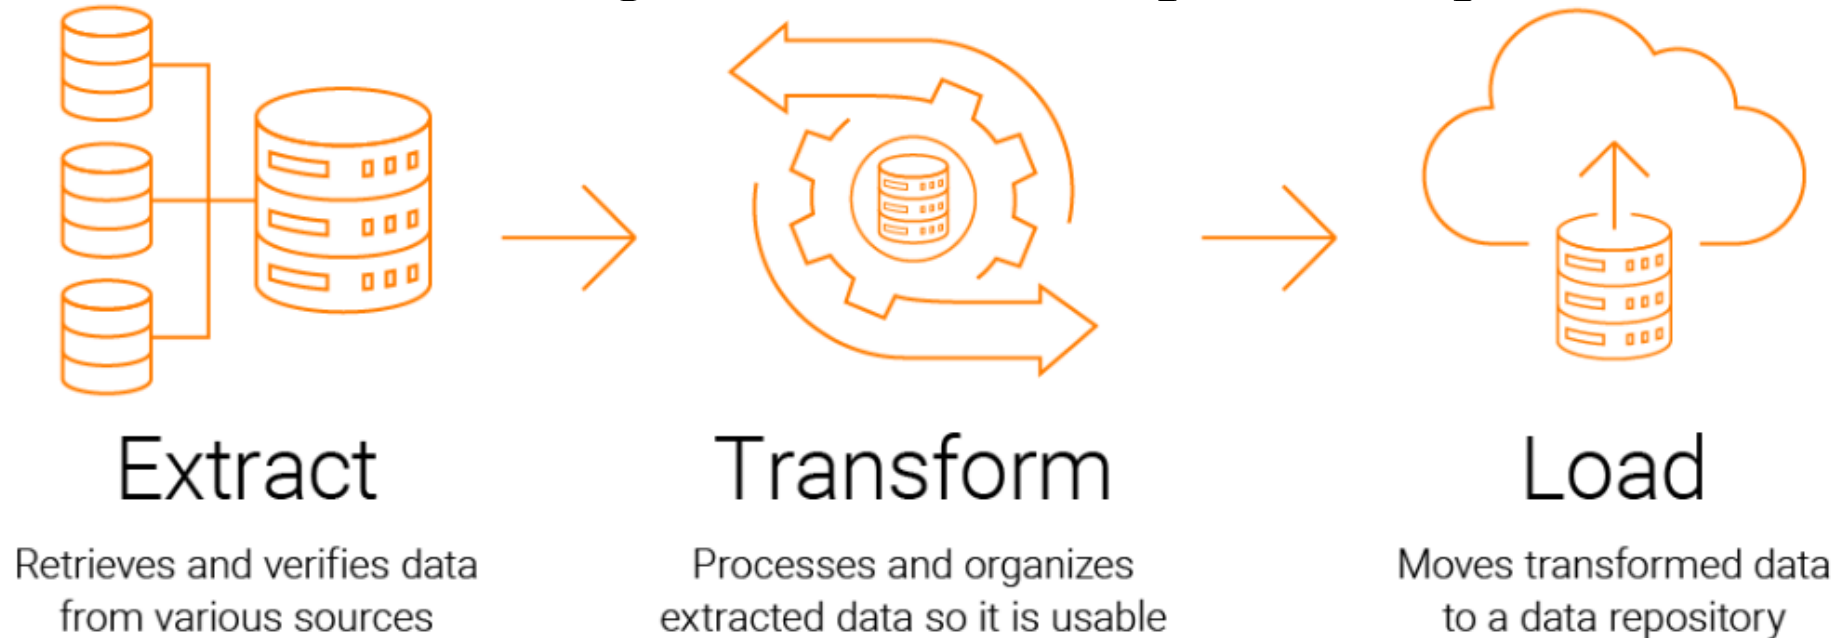 Extract
Transform
Load
Retrieves and verifies data
from various sources
Processes and organizes
extracted data so it is usable
Moves transformed data
to a data repository